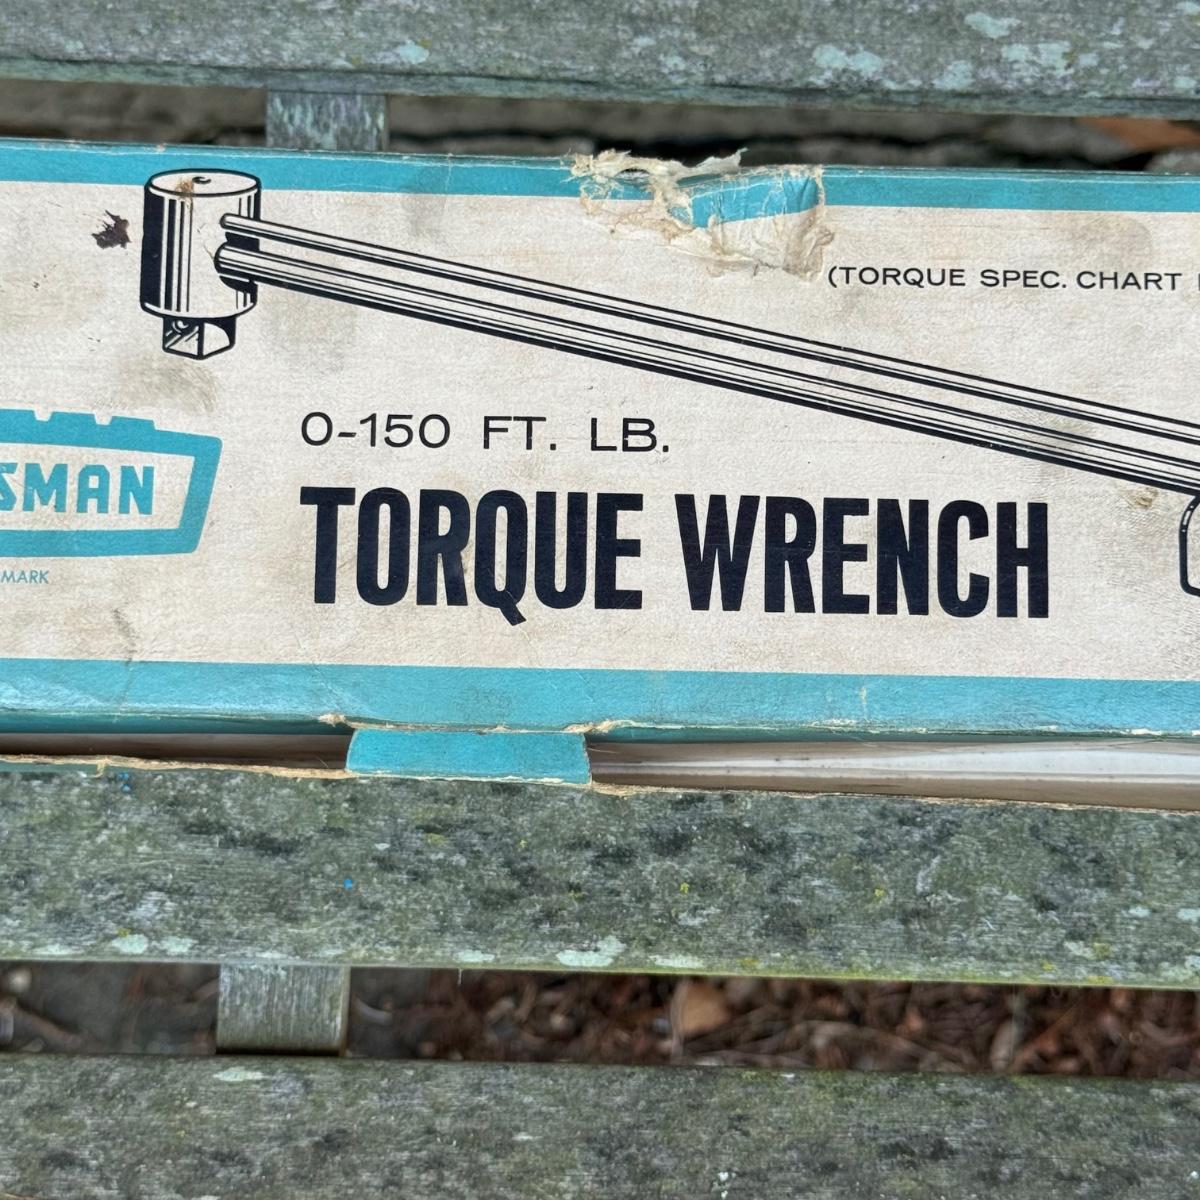 (TORQUE SPEC. CHART
0-150 FT. LB.
SMAN
TORQUE WRENCH
MARK